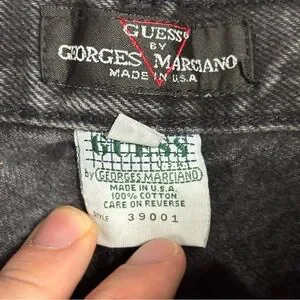 GUESS®
BY
GEORGES MARCIANO
MADE IN U.S.A
GUESS
U.S.A.
by GEORGES MARCIANO
MADE IN U.S.A.
100% COTTON
CARE ON REVERSE
STYLE 39001